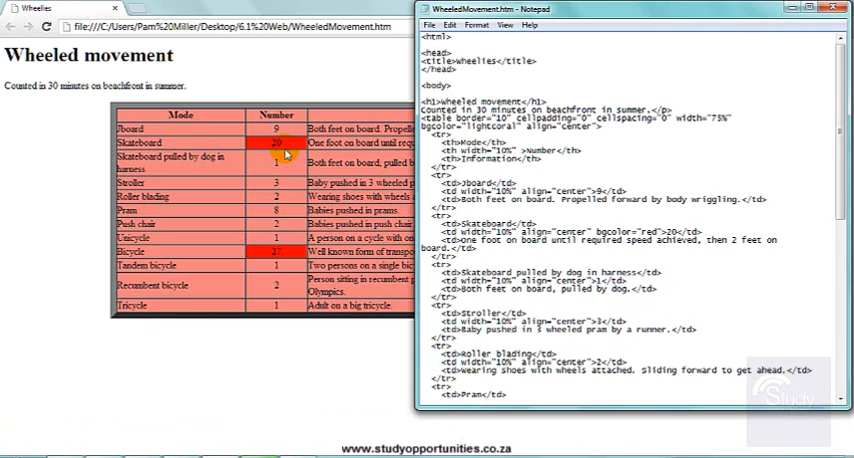 Wheelies
file:///C:/Users/Pam%20Miller/Desktop/6.1%20Web/WheeledMovement.htm
Wheeled movement
Counted in 30 minutes on beachfront in summer.
Mode Number
Jboard 9 Both feet on board. Propelle
Skateboard 20 One foot on board until requ
Skateboard pulled by dog in
harness 1 Both feet on board, pulled b
Stroller 3 Baby pushed in 3 wheeled p
Roller blading 2 Wearing shoes with wheels a
Pram 8 Babies pushed in prams.
Push chair 2 Babies pushed in push chair
Unicycle 1 A person on a cycle with on
Bicycle 27 Well known form of transpo
Tandem bicycle 1 Two persons on a single bic
Recumbent bicycle 2 Person sitting in recumbent p
Olympics.
Tricycle 1 Adult on a big tricycle.
WheeledMovement.htm - Notepad
File Edit Format View Help
<html>
<head>
<title>Wheelies</title>
</head>
<body>
<h1>Wheeled movement</h1>
Counted in 30 minutes on beachfront in summer.</p>
<table border="10" cellpadding="0" cellspacing="0" width="75%"
bgcolor="lightcoral" align="center">
<tr>
<th>Mode</th>
<th width="10%" >Number</th>
<th>Information</th>
</tr>
<tr>
<td>Jboard</td>
<td width="10%" align="center">9</td>
<td>Both feet on board. Propelled forward by body wriggling.</td>
</tr>
<tr>
<td>Skateboard</td>
<td width="10%" align="center" bgcolor="red">20</td>
<td>One foot on board until required speed achieved, then 2 feet on
board.</td>
</tr>
<tr>
<td>Skateboard pulled by dog in harness</td>
<td width="10%" align="center">1</td>
<td>Both feet on board, pulled by dog.</td>
</tr>
<tr>
<td>Stroller</td>
<td width="10%" align="center">3</td>
<td>Baby pushed in 3 wheeled pram by a runner.</td>
</tr>
<tr>
<td>Roller blading</td>
<td width="10%" align="center">2</td>
<td>Wearing shoes with wheels attached. Sliding forward to get ahead.</td>
</tr>
<tr>
<td>Pram</td>
Study
www.studyopportunities.co.za